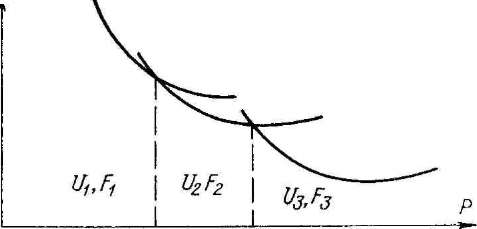 U₁, F₁
U₂ F₂
U₃, F₃
P